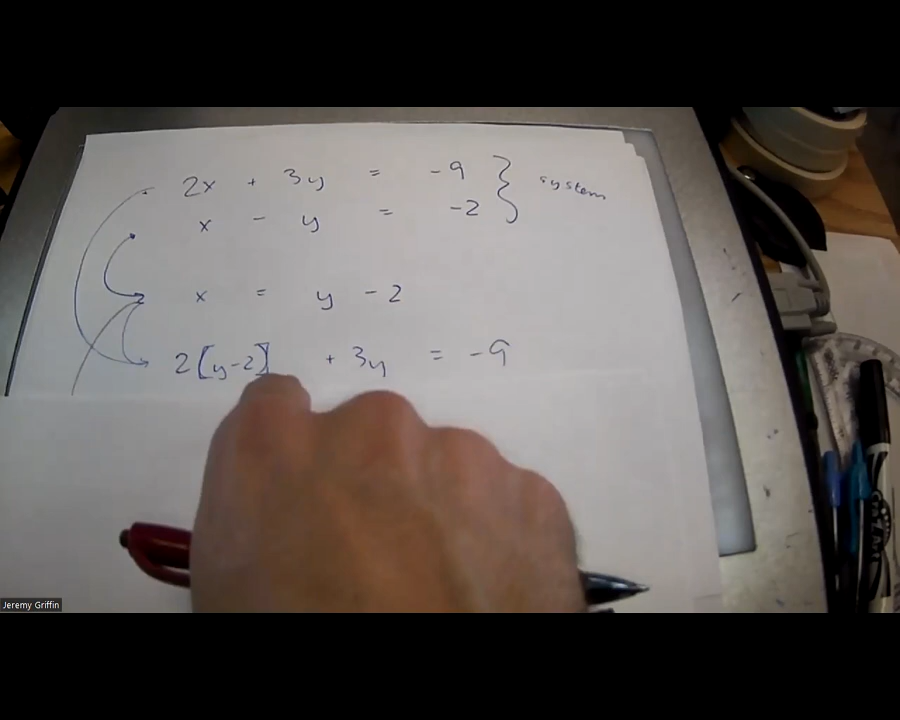 2x + 3y = -9 } system
x - y = -2
x = y - 2
2[y-2] + 3y = -9
Jeremy Griffin